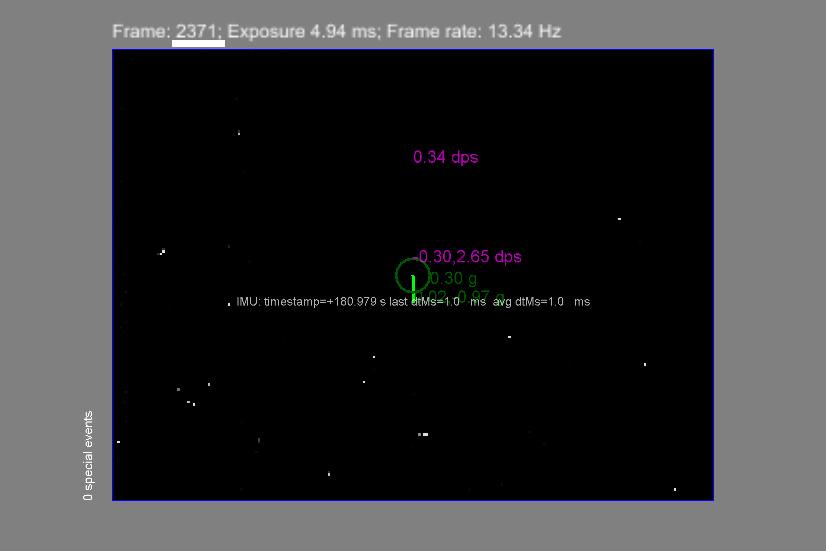 Frame: 2371; Exposure 4.94 ms; Frame rate: 13.34 Hz
0.34 dps
-0.30,2.65 dps
0.30 g
IMU: timestamp=+180.979 s last dtMs=1.0 ms avg dtMs=1.0 ms
0 special events